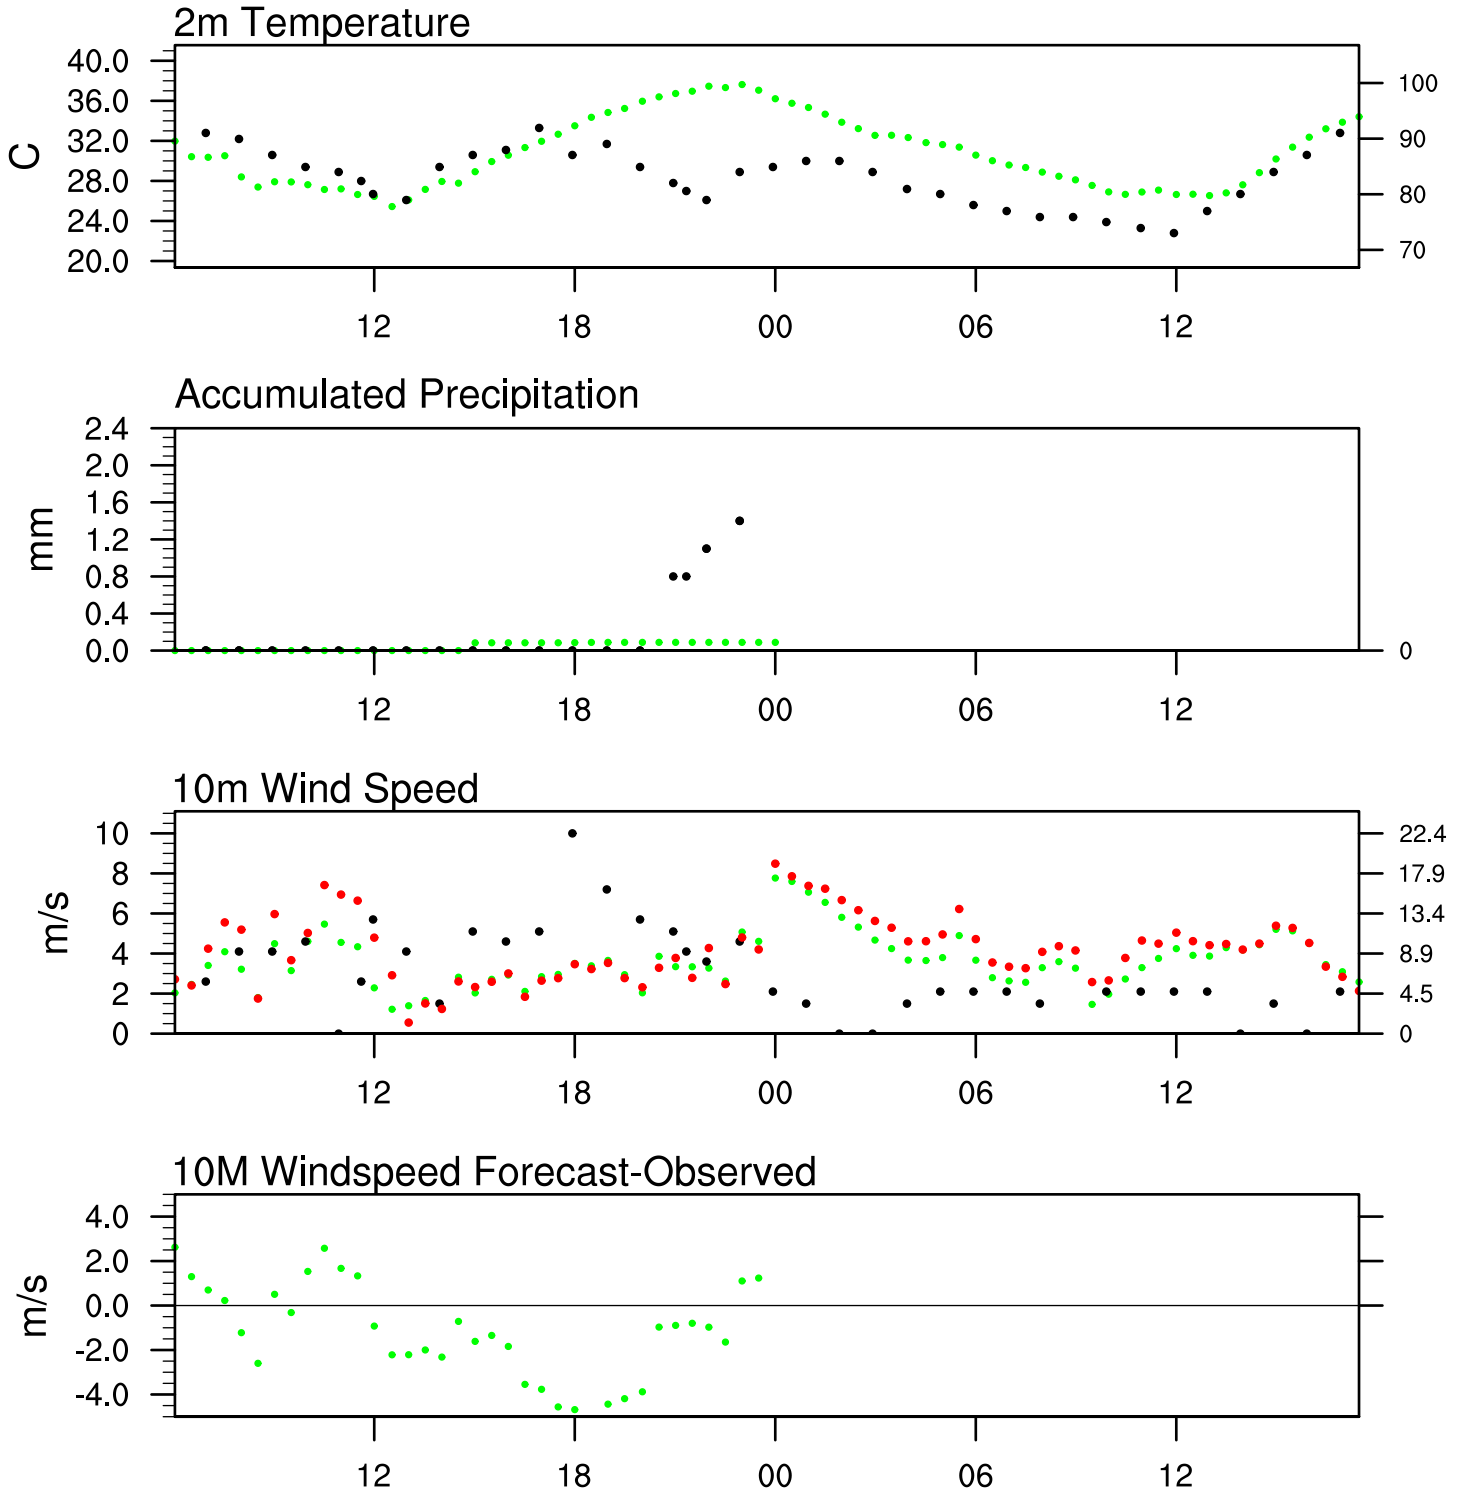 2m Temperature
40.0
36.0
32.0
28.0
24.0
20.0
C
100
90
80
70
12 18 00 06 12
Accumulated Precipitation
2.4
2.0
1.6
1.2
0.8
0.4
0.0
mm
0
12 18 00 06 12
10m Wind Speed
10
8
6
4
2
0
m/s
22.4
17.9
13.4
8.9
4.5
0
12 18 00 06 12
10M Windspeed Forecast-Observed
4.0
2.0
0.0
-2.0
-4.0
m/s
12 18 00 06 12